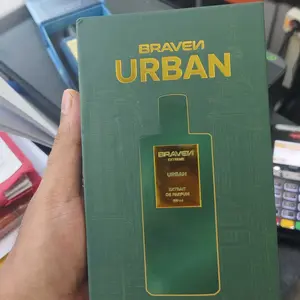 BRAVEN
URBAN
BRAVEN
EXTREME
URBAN
EXTRAIT
DE PARFUM